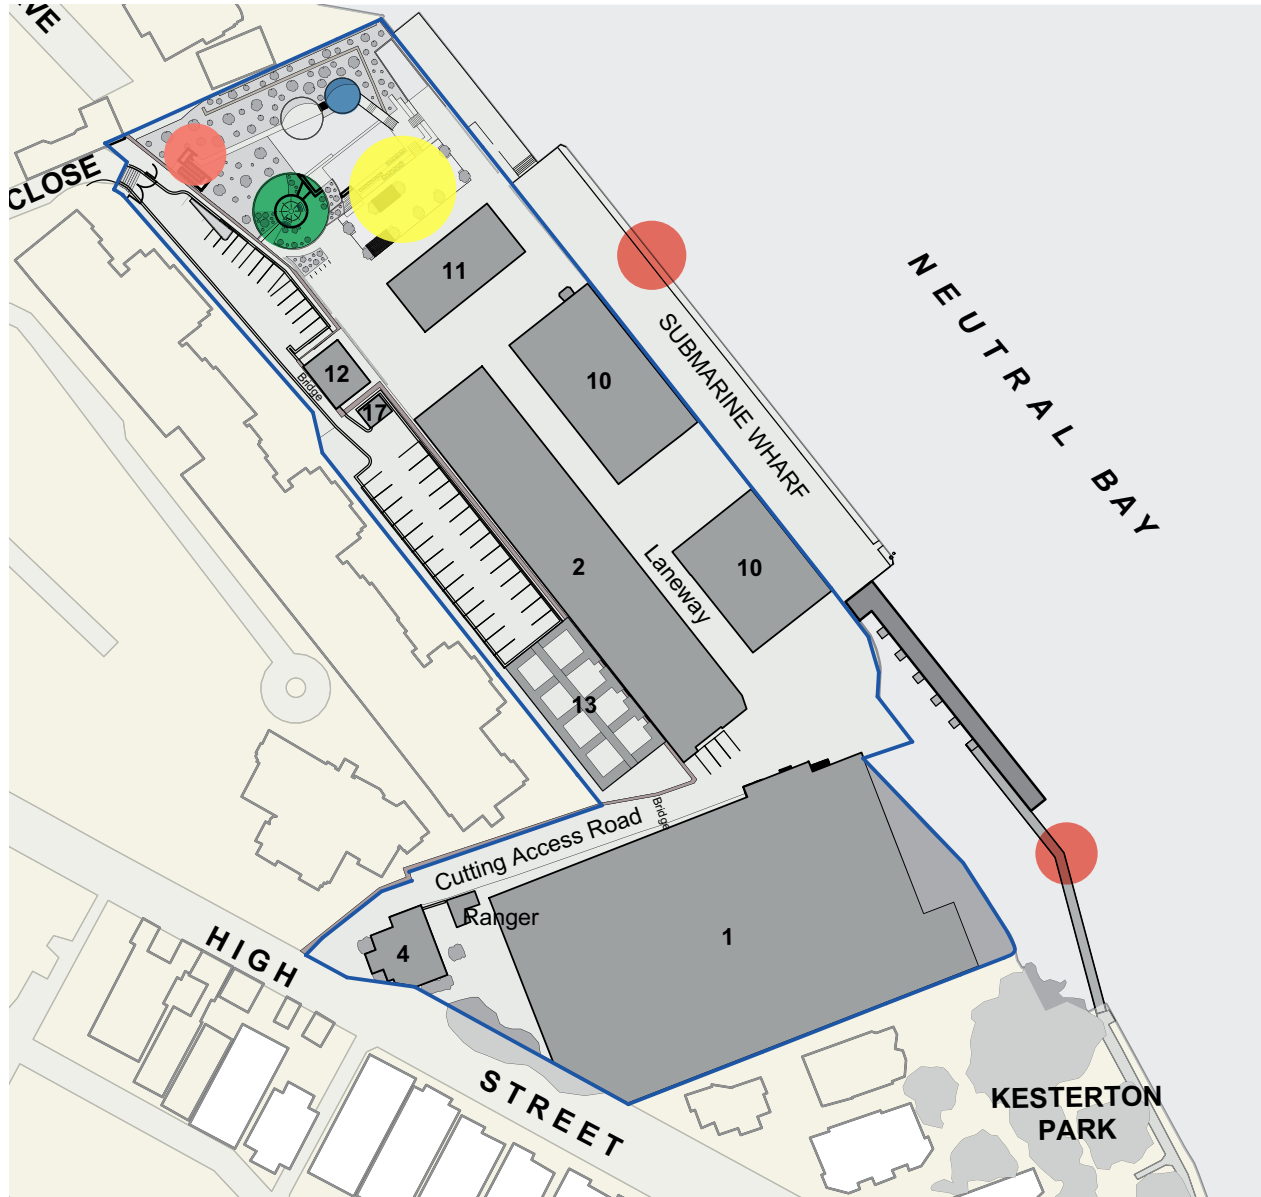 VE
CLOSE
11
12
Bridge
17
10
SUBMARINE WHARF
NEUTRAL BAY
2
Laneway
10
13
Bridge
Cutting Access Road
Ranger
4
1
HIGH
STREET
KESTERTON
PARK